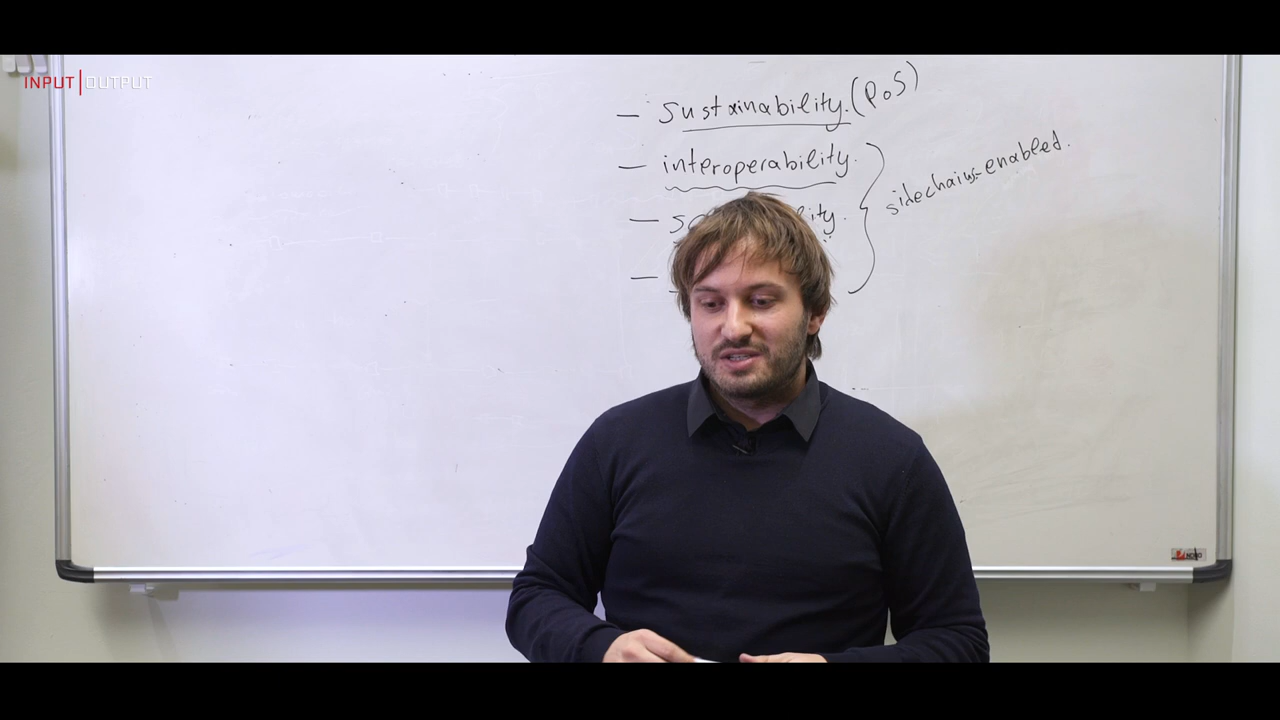 INPUT|OUTPUT
— sustainability. (PoS)
— interoperability.
sidechains-enabled.